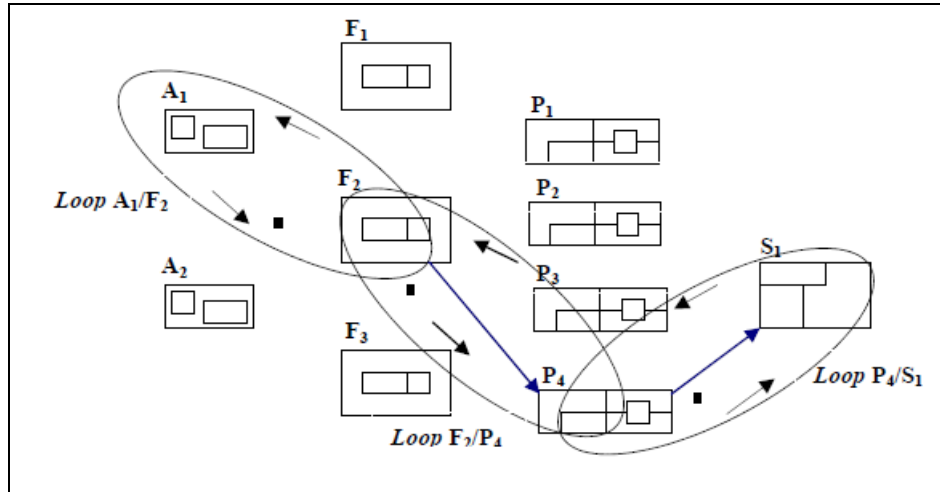 F1
A1
P1
F2
Loop A1/F2
P2
S1
A2
P3
F3
P4
Loop P4/S1
Loop F2/P4